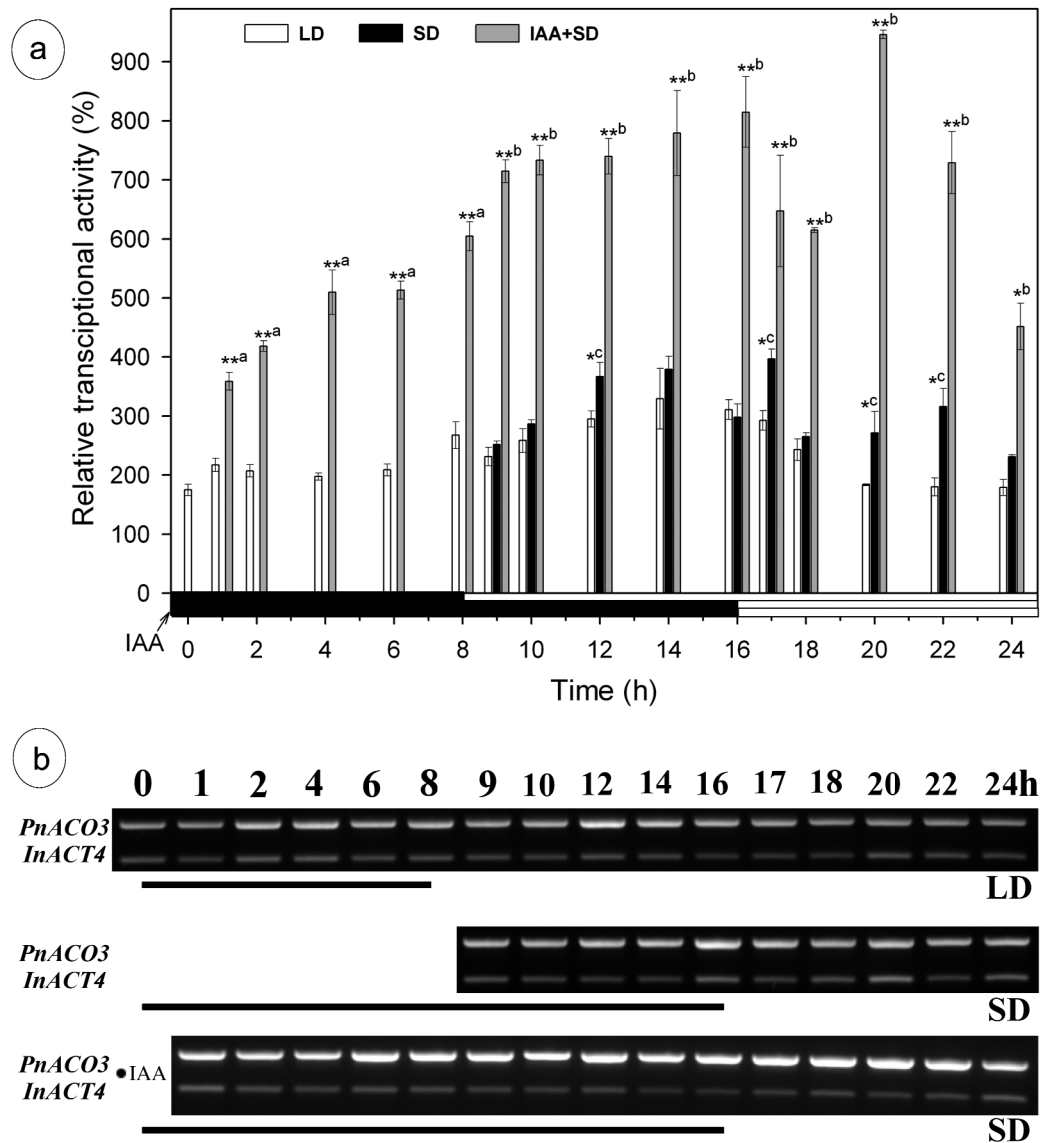 a
LD SD IAA+SD
Relative transciptional activity (%)
900
800
700
600
500
400
300
200
100
0
**a **a **a **a **a **b **b **b **b **b **b **b **b **b *b
*c *c *c *c
IAA
0 2 4 6 8 10 12 14 16 18 20 22 24
Time (h)
b
0 1 2 4 6 8 9 10 12 14 16 17 18 20 22 24h
PnACO3
InACT4
LD
PnACO3
InACT4
SD
PnACO3
•IAA
InACT4
SD